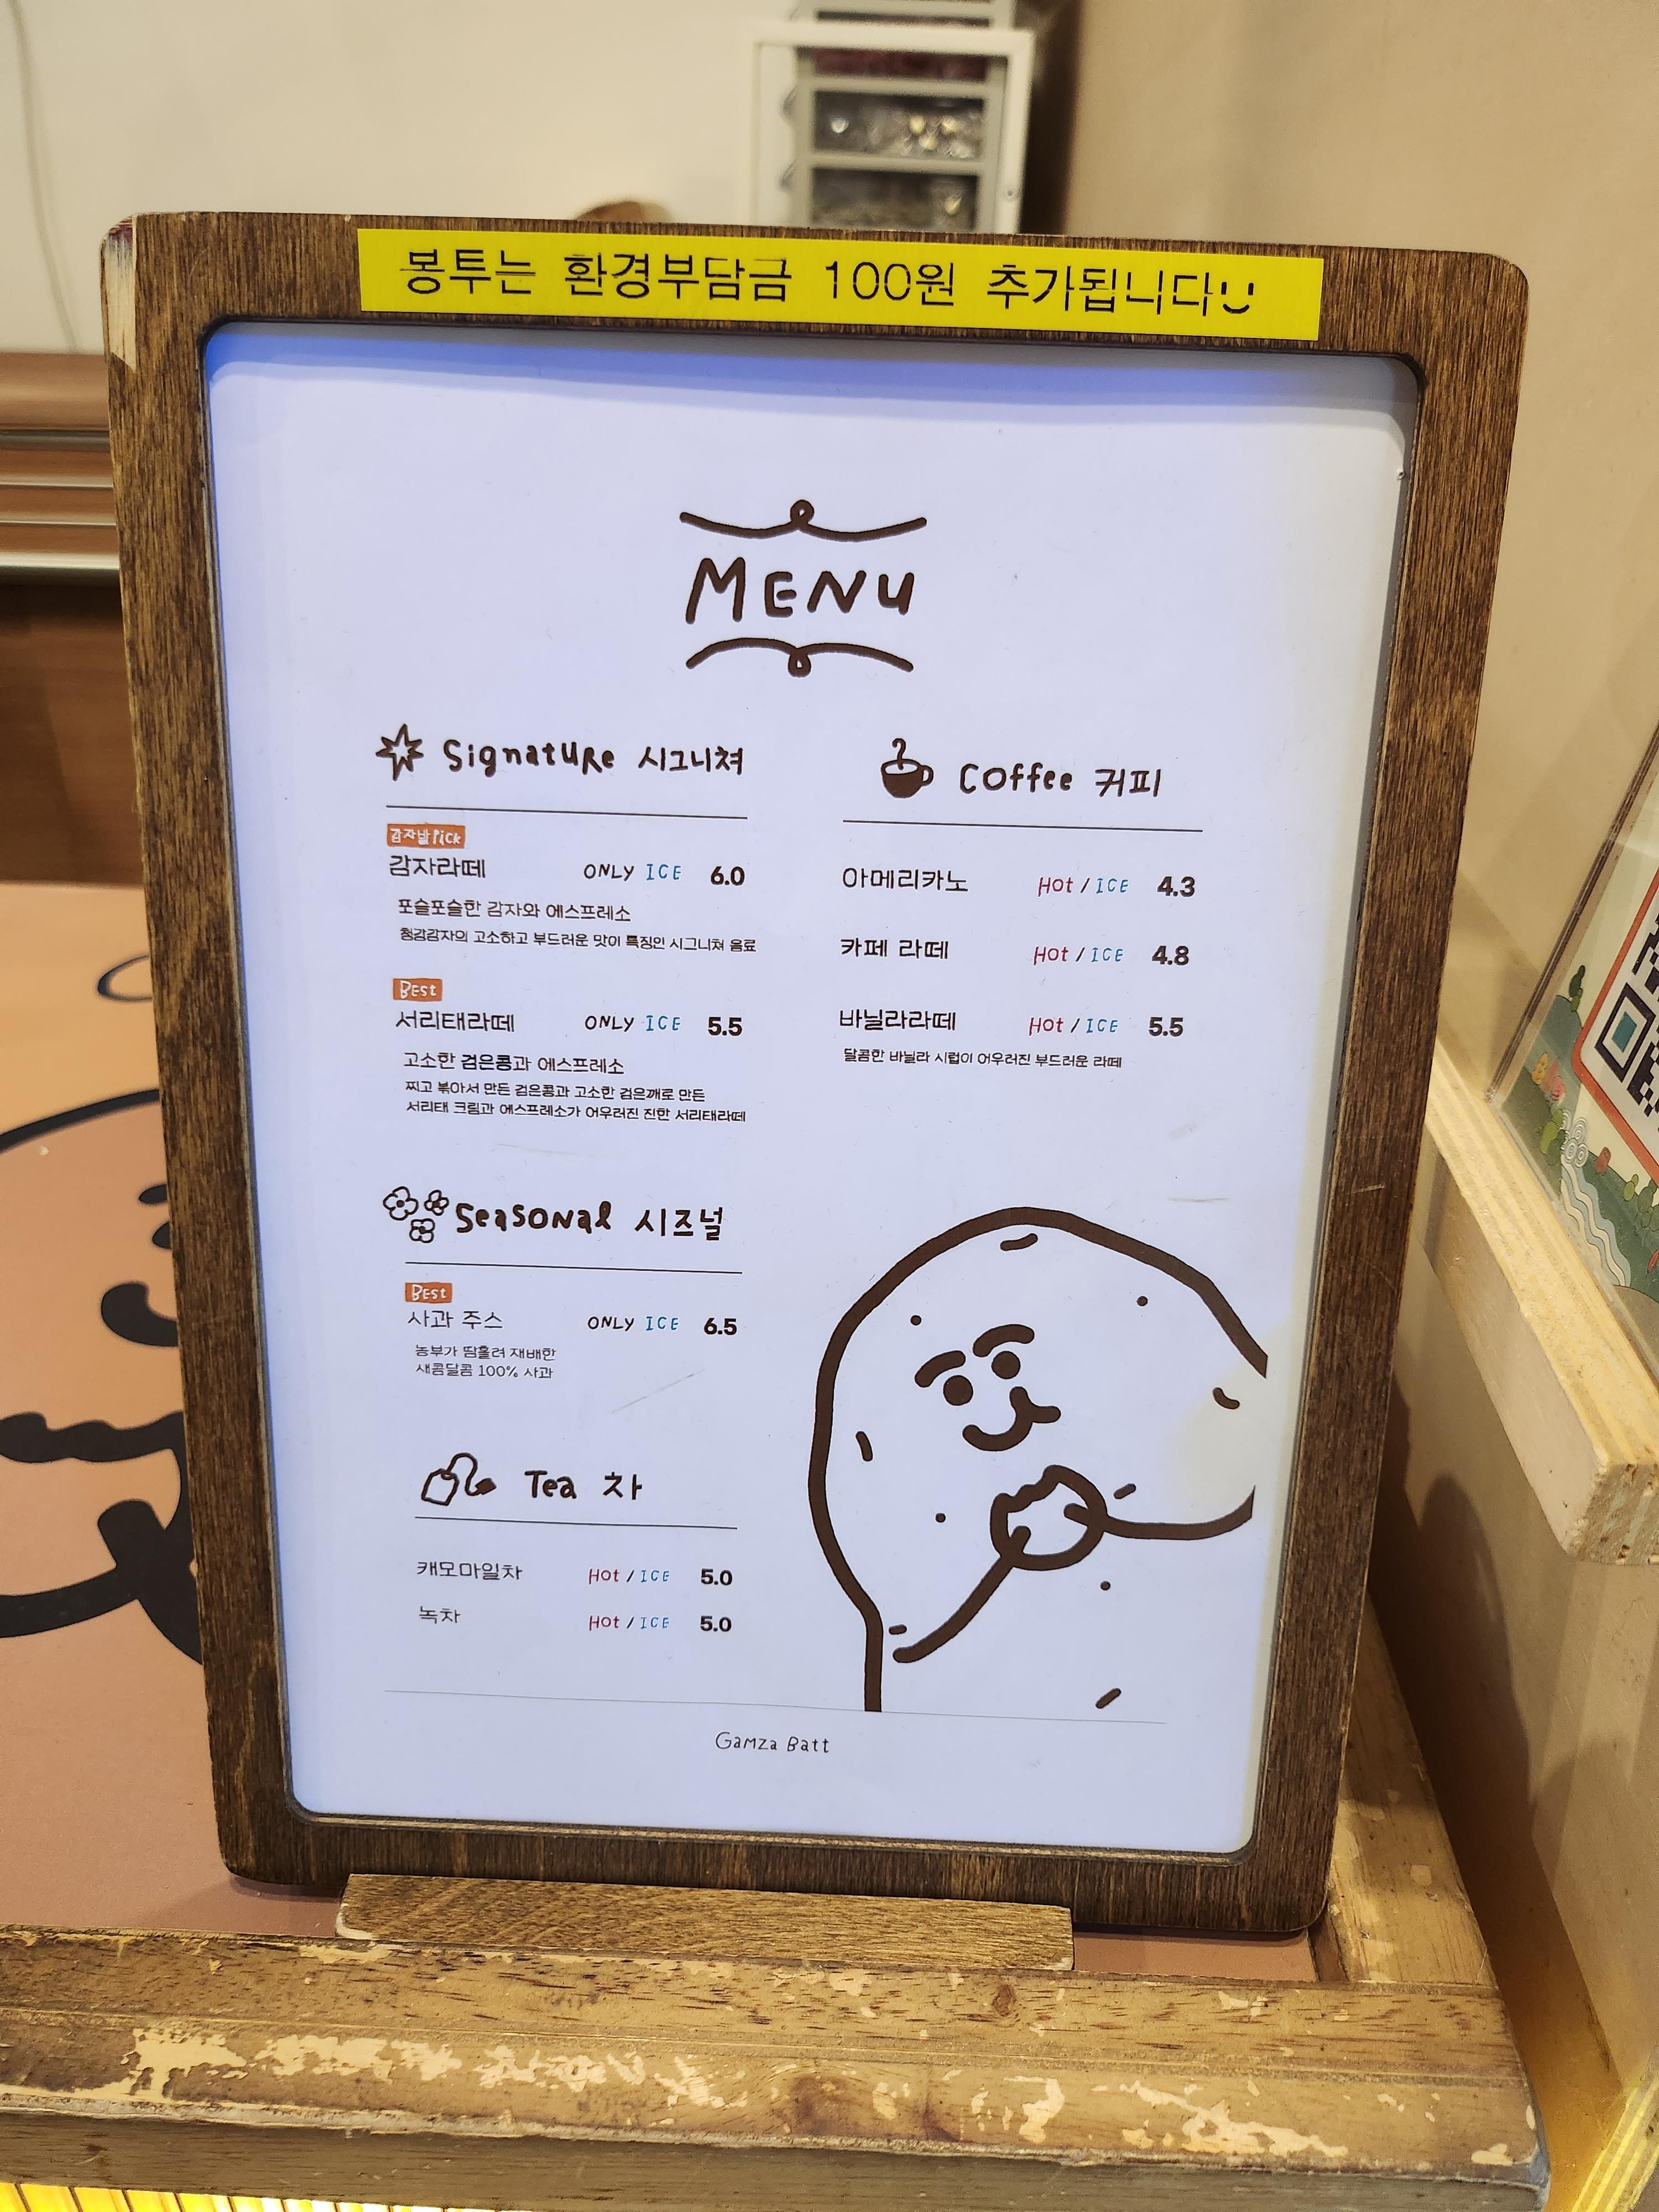 봉투는 환경부담금 100원 추가됩니다
MENU
Signature 시그니쳐
감자밭 Pick
감자라떼 ONLY ICE 6.0
포슬포슬한 감자와 에스프레소
청강감자의 고소하고 부드러운 맛이 특징인 시그니쳐 음료
Best
서리태라떼 ONLY ICE 5.5
고소한 검은콩과 에스프레소
찌고 볶아서 만든 검은콩과 고소한 검은깨로 만든
서리태 크림과 에스프레소가 어우러진 진한 서리태라떼
Seasonal 시즈널
Best
사과 주스 ONLY ICE 6.5
농부가 땀흘려 재배한
새콤달콤 100% 사과
Tea 차
캐모마일차 Hot / ICE 5.0
녹차 Hot / ICE 5.0
Coffee 커피
아메리카노 Hot / ICE 4.3
카페 라떼 Hot / ICE 4.8
바닐라라떼 Hot / ICE 5.5
달콤한 바닐라 시럽이 어우러진 부드러운 라떼
Gamza Batt